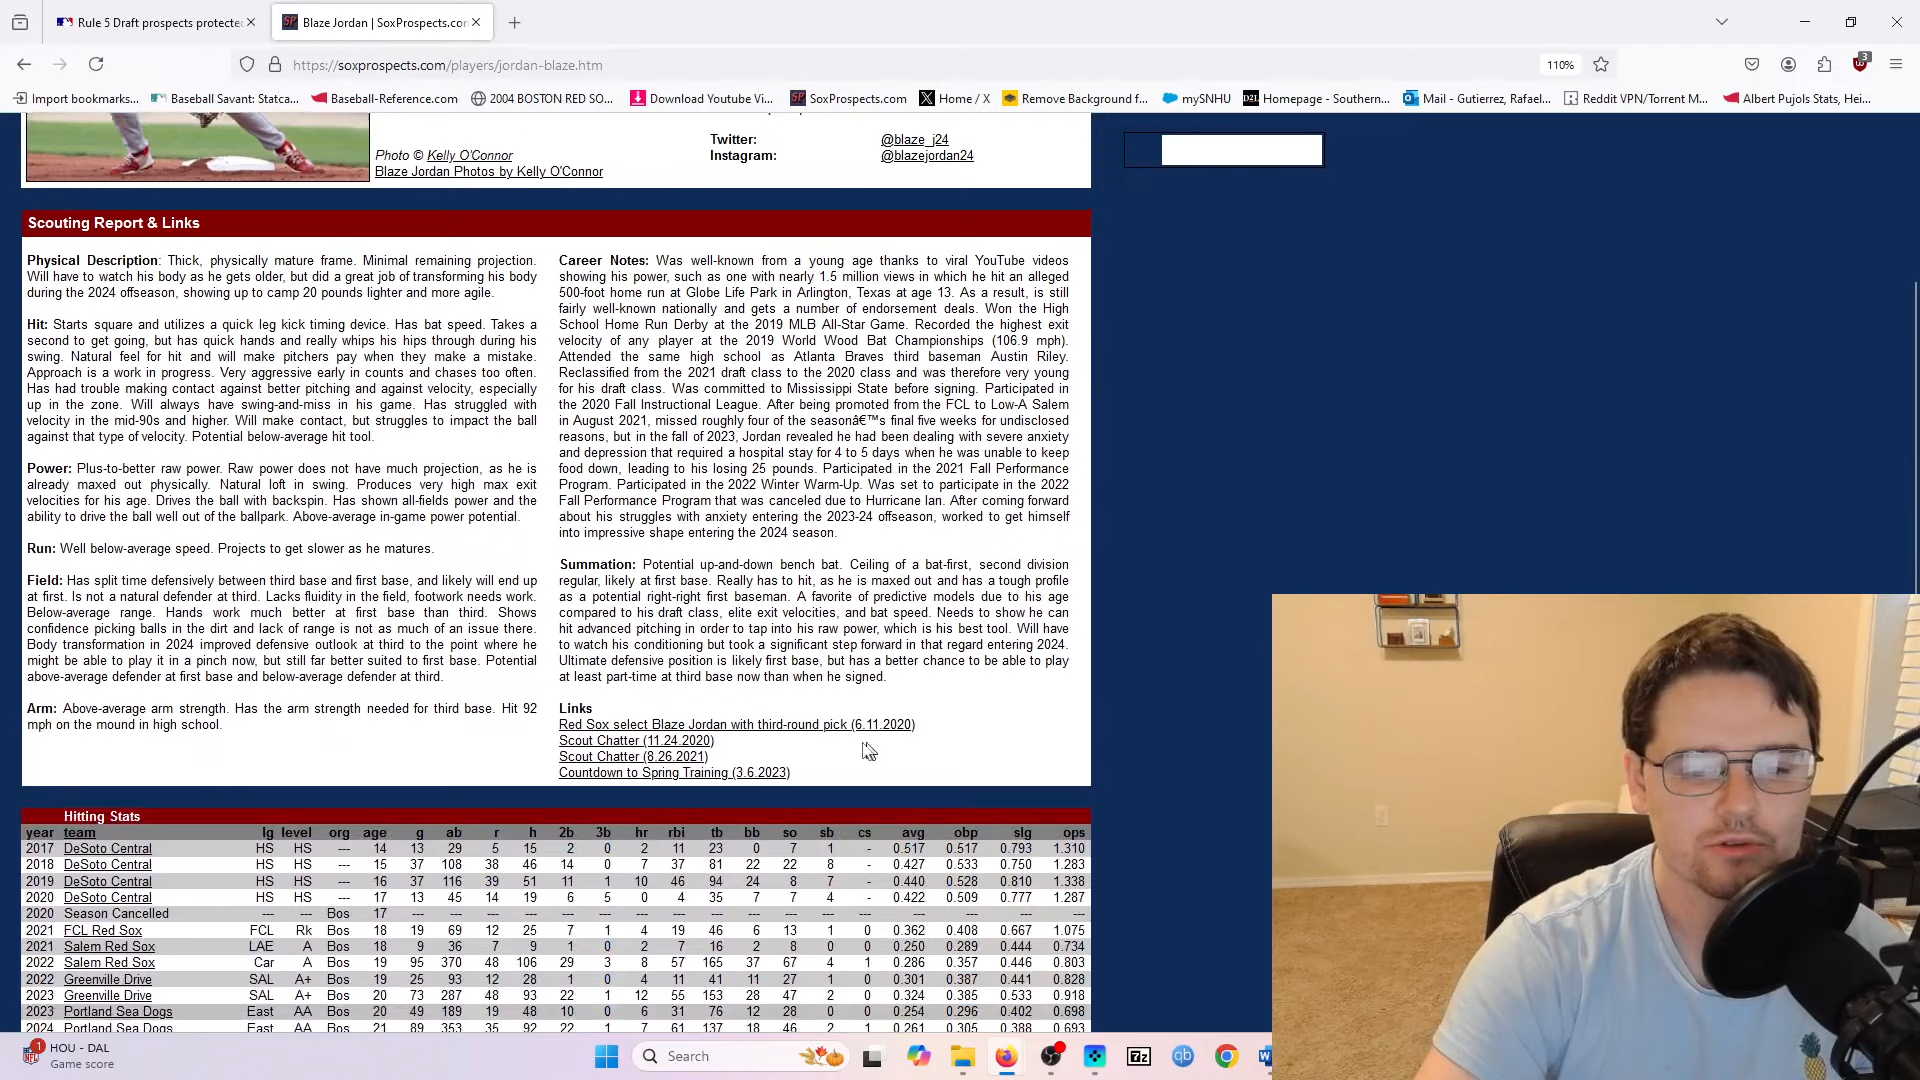 Rule 5 Draft prospects protecte
Blaze Jordan | SoxProspects.co
https://soxprospects.com/players/jordan-blaze.htm
110%
3
Import bookmarks...
Baseball Savant: Statca...
Baseball-Reference.com
2004 BOSTON RED SO...
Download Youtube Vi...
SoxProspects.com
Home / X
Remove Background f...
mySNHU
Homepage - Southern...
Mail - Gutierrez, Rafael...
Reddit VPN/Torrent M...
Albert Pujols Stats, Hei...
Photo © Kelly O'Connor
Blaze Jordan Photos by Kelly O'Connor
Twitter: @blaze_j24
Instagram: @blazejordan24
Scouting Report & Links
Physical Description: Thick, physically mature frame. Minimal remaining projection.
Will have to watch his body as he gets older, but did a great job of transforming his body
during the 2024 offseason, showing up to camp 20 pounds lighter and more agile.
Hit: Starts square and utilizes a quick leg kick timing device. Has bat speed. Takes a
second to get going, but has quick hands and really whips his hips through during his
swing. Natural feel for hit and will make pitchers pay when they make a mistake.
Approach is a work in progress. Very aggressive early in counts and chases too often.
Has had trouble making contact against better pitching and against velocity, especially
up in the zone. Will always have swing-and-miss in his game. Has struggled with
velocity in the mid-90s and higher. Will make contact, but struggles to impact the ball
against that type of velocity. Potential below-average hit tool.
Power: Plus-to-better raw power. Raw power does not have much projection, as he is
already maxed out physically. Natural loft in swing. Produces very high max exit
velocities for his age. Drives the ball with backspin. Has shown all-fields power and the
ability to drive the ball well out of the ballpark. Above-average in-game power potential.
Run: Well below-average speed. Projects to get slower as he matures.
Field: Has split time defensively between third base and first base, and likely will end up
at first. Is not a natural defender at third. Lacks fluidity in the field, footwork needs work.
Below-average range. Hands work much better at first base than third. Shows
confidence picking balls in the dirt and lack of range is not as much of an issue there.
Body transformation in 2024 improved defensive outlook at third to the point where he
might be able to play it in a pinch now, but still far better suited to first base. Potential
above-average defender at first base and below-average defender at third.
Arm: Above-average arm strength. Has the arm strength needed for third base. Hit 92
mph on the mound in high school.
Career Notes: Was well-known from a young age thanks to viral YouTube videos
showing his power, such as one with nearly 1.5 million views in which he hit an alleged
500-foot home run at Globe Life Park in Arlington, Texas at age 13. As a result, is still
fairly well-known nationally and gets a number of endorsement deals. Won the High
School Home Run Derby at the 2019 MLB All-Star Game. Recorded the highest exit
velocity of any player at the 2019 World Wood Bat Championships (106.9 mph).
Attended the same high school as Atlanta Braves third baseman Austin Riley.
Reclassified from the 2021 draft class to the 2020 class and was therefore very young
for his draft class. Was committed to Mississippi State before signing. Participated in
the 2020 Fall Instructional League. After being promoted from the FCL to Low-A Salem
in August 2021, missed roughly four of the seasonâ€™s final five weeks for undisclosed
reasons, but in the fall of 2023, Jordan revealed he had been dealing with severe anxiety
and depression that required a hospital stay for 4 to 5 days when he was unable to keep
food down, leading to his losing 25 pounds. Participated in the 2021 Fall Performance
Program. Participated in the 2022 Winter Warm-Up. Was set to participate in the 2022
Fall Performance Program that was canceled due to Hurricane Ian. After coming forward
about his struggles with anxiety entering the 2023-24 offseason, worked to get himself
into impressive shape entering the 2024 season.
Summation: Potential up-and-down bench bat. Ceiling of a bat-first, second division
regular, likely at first base. Really has to hit, as he is maxed out and has a tough profile
as a potential right-right first baseman. A favorite of predictive models due to his age
compared to his draft class, elite exit velocities, and bat speed. Needs to show he can
hit advanced pitching in order to tap into his raw power, which is his best tool. Will have
to watch his conditioning but took a significant step forward in that regard entering 2024.
Ultimate defensive position is likely first base, but has a better chance to be able to play
at least part-time at third base now than when he signed.
Links
Red Sox select Blaze Jordan with third-round pick (6.11.2020)
Scout Chatter (11.24.2020)
Scout Chatter (8.26.2021)
Countdown to Spring Training (3.6.2023)
Hitting Stats
year team lg level org age g ab r h 2b 3b hr rbi tb bb so sb cs avg obp slg ops
2017 DeSoto Central HS HS --- 14 13 29 5 15 2 0 2 11 23 0 7 1 - 0.517 0.517 0.793 1.310
2018 DeSoto Central HS HS --- 15 37 108 38 46 14 0 7 37 81 22 22 8 - 0.427 0.533 0.750 1.283
2019 DeSoto Central HS HS --- 16 37 116 39 51 11 1 10 46 94 24 8 7 - 0.440 0.528 0.810 1.338
2020 DeSoto Central HS HS --- 17 13 45 14 19 6 5 0 4 35 7 7 4 - 0.422 0.509 0.777 1.287
2020 Season Cancelled --- --- Bos 17 --- --- --- --- --- --- --- --- --- --- --- --- --- --- --- --- ---
2021 FCL Red Sox FCL Rk Bos 18 19 69 12 25 7 1 4 19 46 6 13 1 0 0.362 0.408 0.667 1.075
2021 Salem Red Sox LAE A Bos 18 9 36 7 9 1 0 2 7 16 2 8 0 0 0.250 0.289 0.444 0.734
2022 Salem Red Sox Car A Bos 19 95 370 48 106 29 3 8 57 165 37 67 4 1 0.286 0.357 0.446 0.803
2022 Greenville Drive SAL A+ Bos 19 25 93 12 28 1 0 4 11 41 11 27 1 0 0.301 0.387 0.441 0.828
2023 Greenville Drive SAL A+ Bos 20 73 287 48 93 22 1 12 55 153 28 47 2 0 0.324 0.385 0.533 0.918
2023 Portland Sea Dogs East AA Bos 20 49 189 19 48 10 0 6 31 76 12 28 0 0 0.254 0.296 0.402 0.698
2024 Portland Sea Dogs East AA Bos 21 89 353 35 92 22 1 7 61 137 18 46 2 1 0.261 0.305 0.388 0.693
1
HOU - DAL
Game score
Search
7z
qb
W